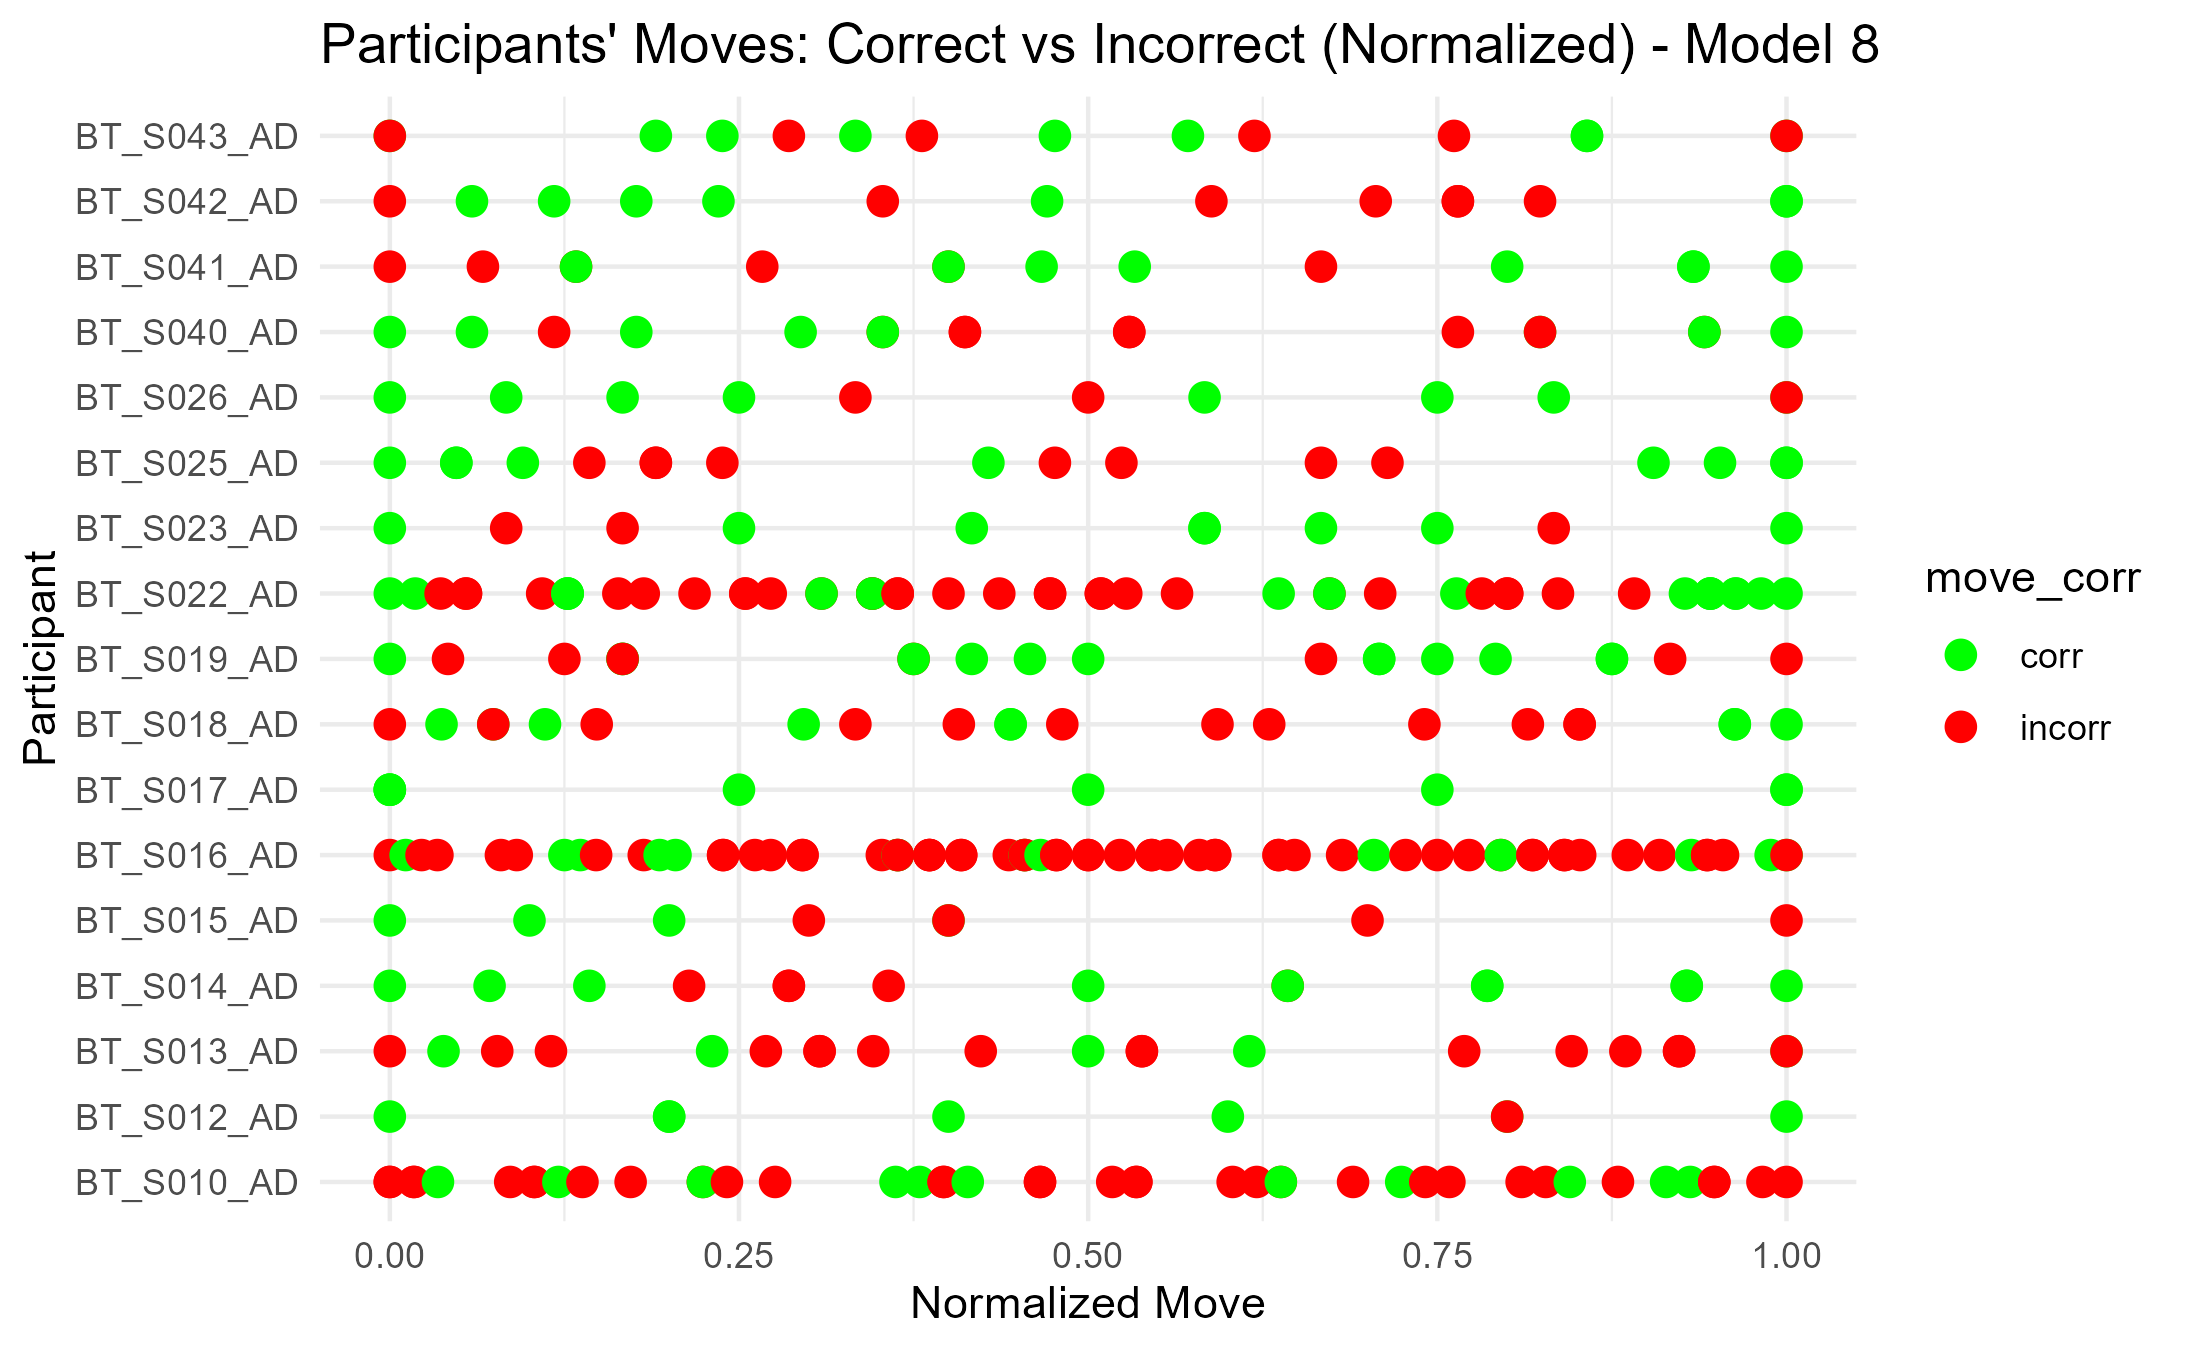 Participants' Moves: Correct vs Incorrect (Normalized) - Model 8
Participant
BT_S043_AD
BT_S042_AD
BT_S041_AD
BT_S040_AD
BT_S026_AD
BT_S025_AD
BT_S023_AD
BT_S022_AD
BT_S019_AD
BT_S018_AD
BT_S017_AD
BT_S016_AD
BT_S015_AD
BT_S014_AD
BT_S013_AD
BT_S012_AD
BT_S010_AD
0.00 0.25 0.50 0.75 1.00
Normalized Move
move_corr
corr
incorr